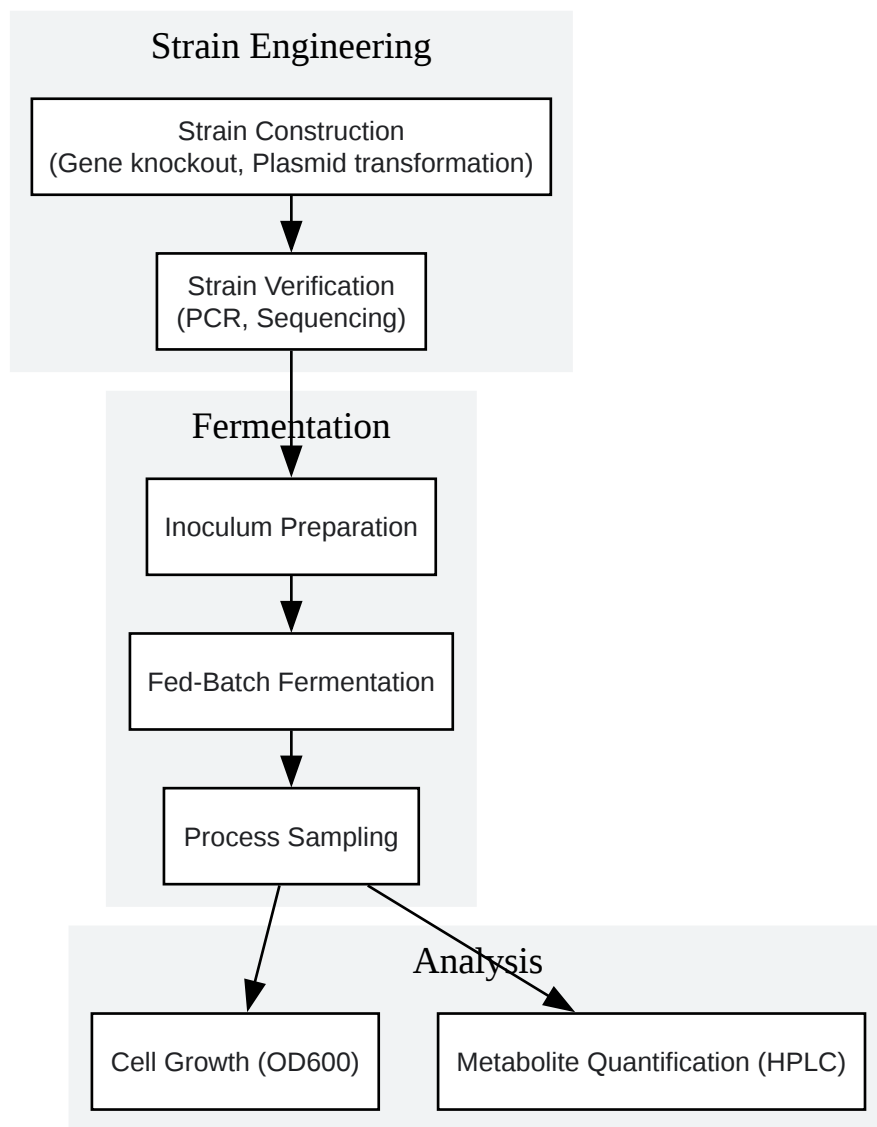 Strain Engineering
Strain Construction
(Gene knockout, Plasmid transformation)
Strain Verification
(PCR, Sequencing)
Fermentation
Inoculum Preparation
Fed-Batch Fermentation
Process Sampling
Analysis
Cell Growth (OD600)
Metabolite Quantification (HPLC)